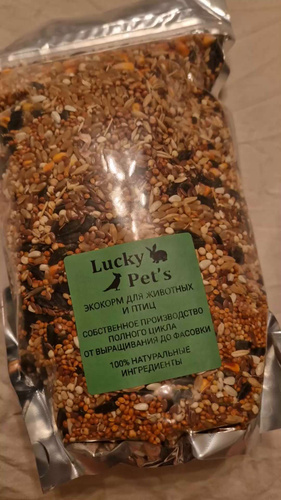 Lucky
Pet's
ЭКОКОРМ ДЛЯ ЖИВОТНЫХ
И ПТИЦ
СОБСТВЕННОЕ ПРОИЗВОДСТВО
ПОЛНОГО ЦИКЛА
ОТ ВЫРАЩИВАНИЯ ДО ФАСОВКИ
100% НАТУРАЛЬНЫЕ
ИНГРЕДИЕНТЫ